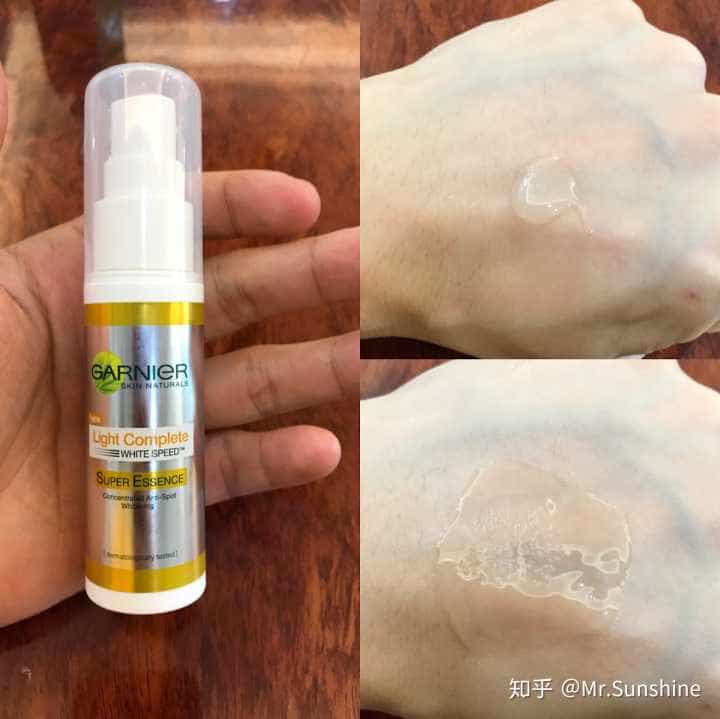 GARNIER
SKIN NATURALS
New
Light Complete
WHITE SPEED™
SUPER ESSENCE
Concentrated Anti-Spot
Whitening
[ dermatologically tested ]
知乎 @Mr.Sunshine